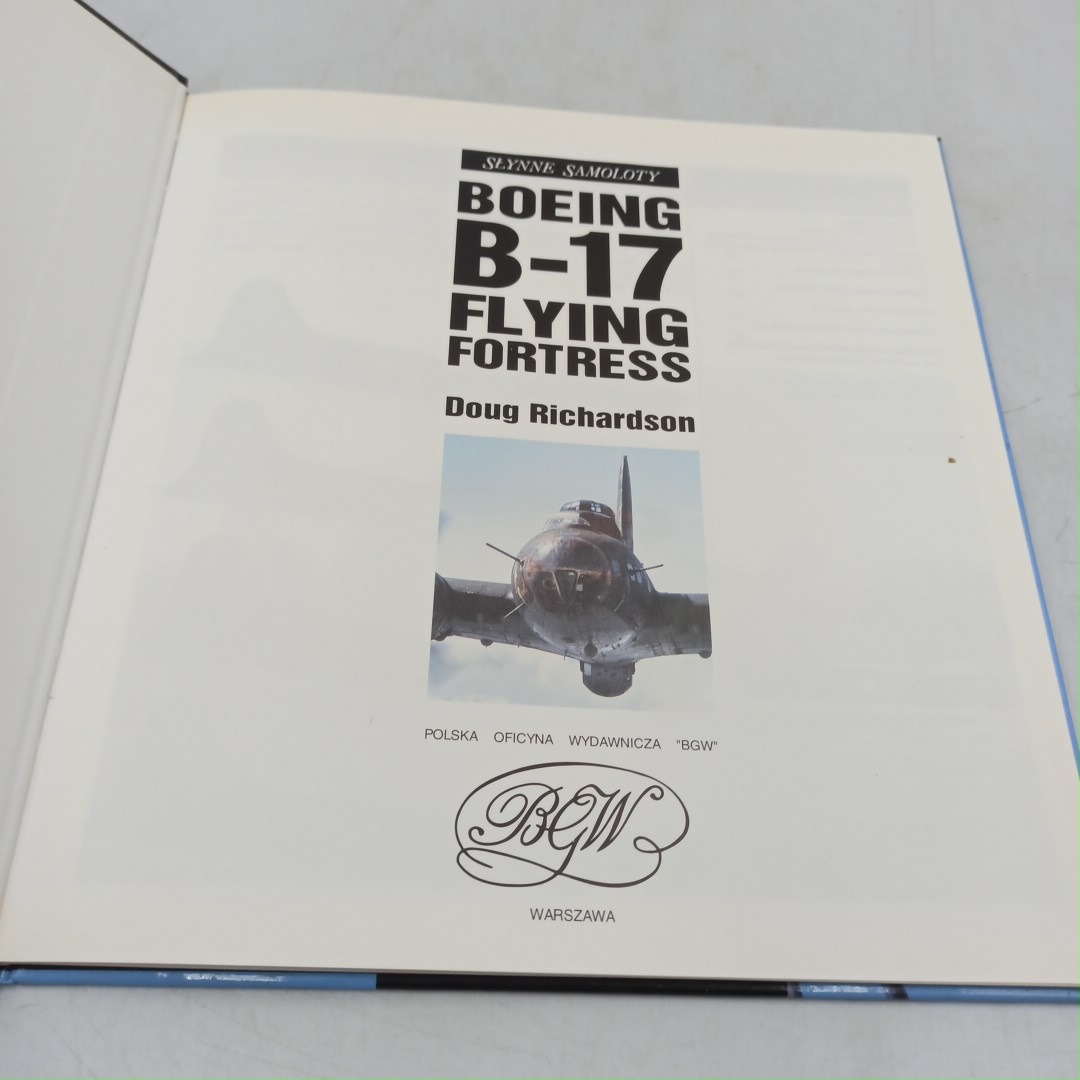 SŁYNNE SAMOLOTY
BOEING
B-17
FLYING
FORTRESS
Doug Richardson
POLSKA OFICYNA WYDAWNICZA "BGW"
BGW
WARSZAWA